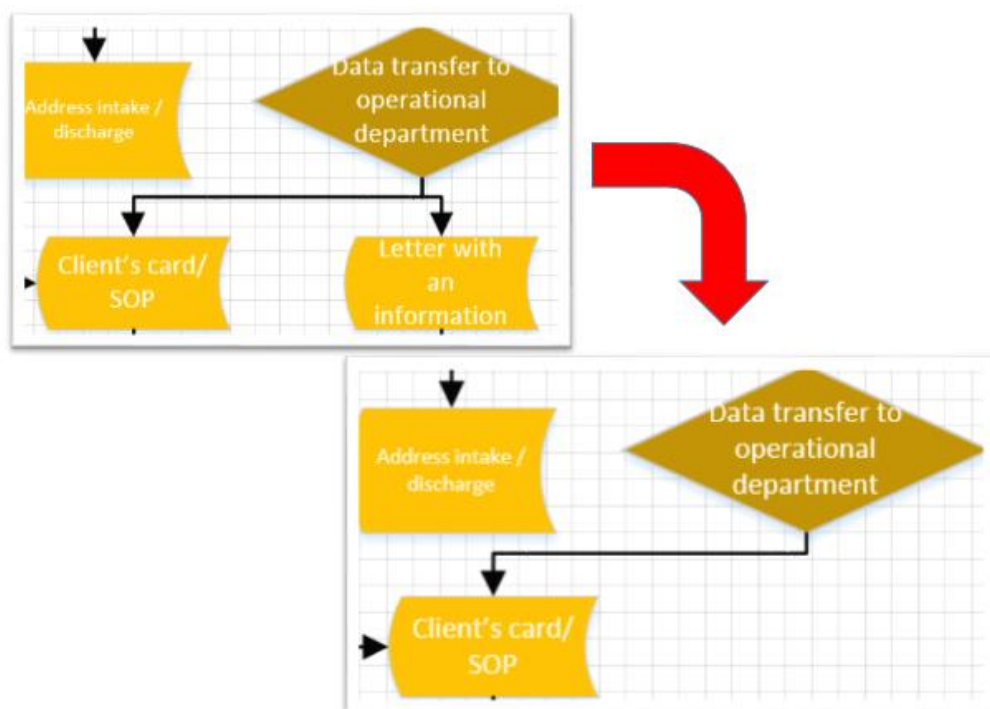 Address intake /
discharge
Data transfer to
operational
department
Client's card/
SOP
Letter with
an
information
Address intake /
discharge
Data transfer to
operational
department
Client's card/
SOP